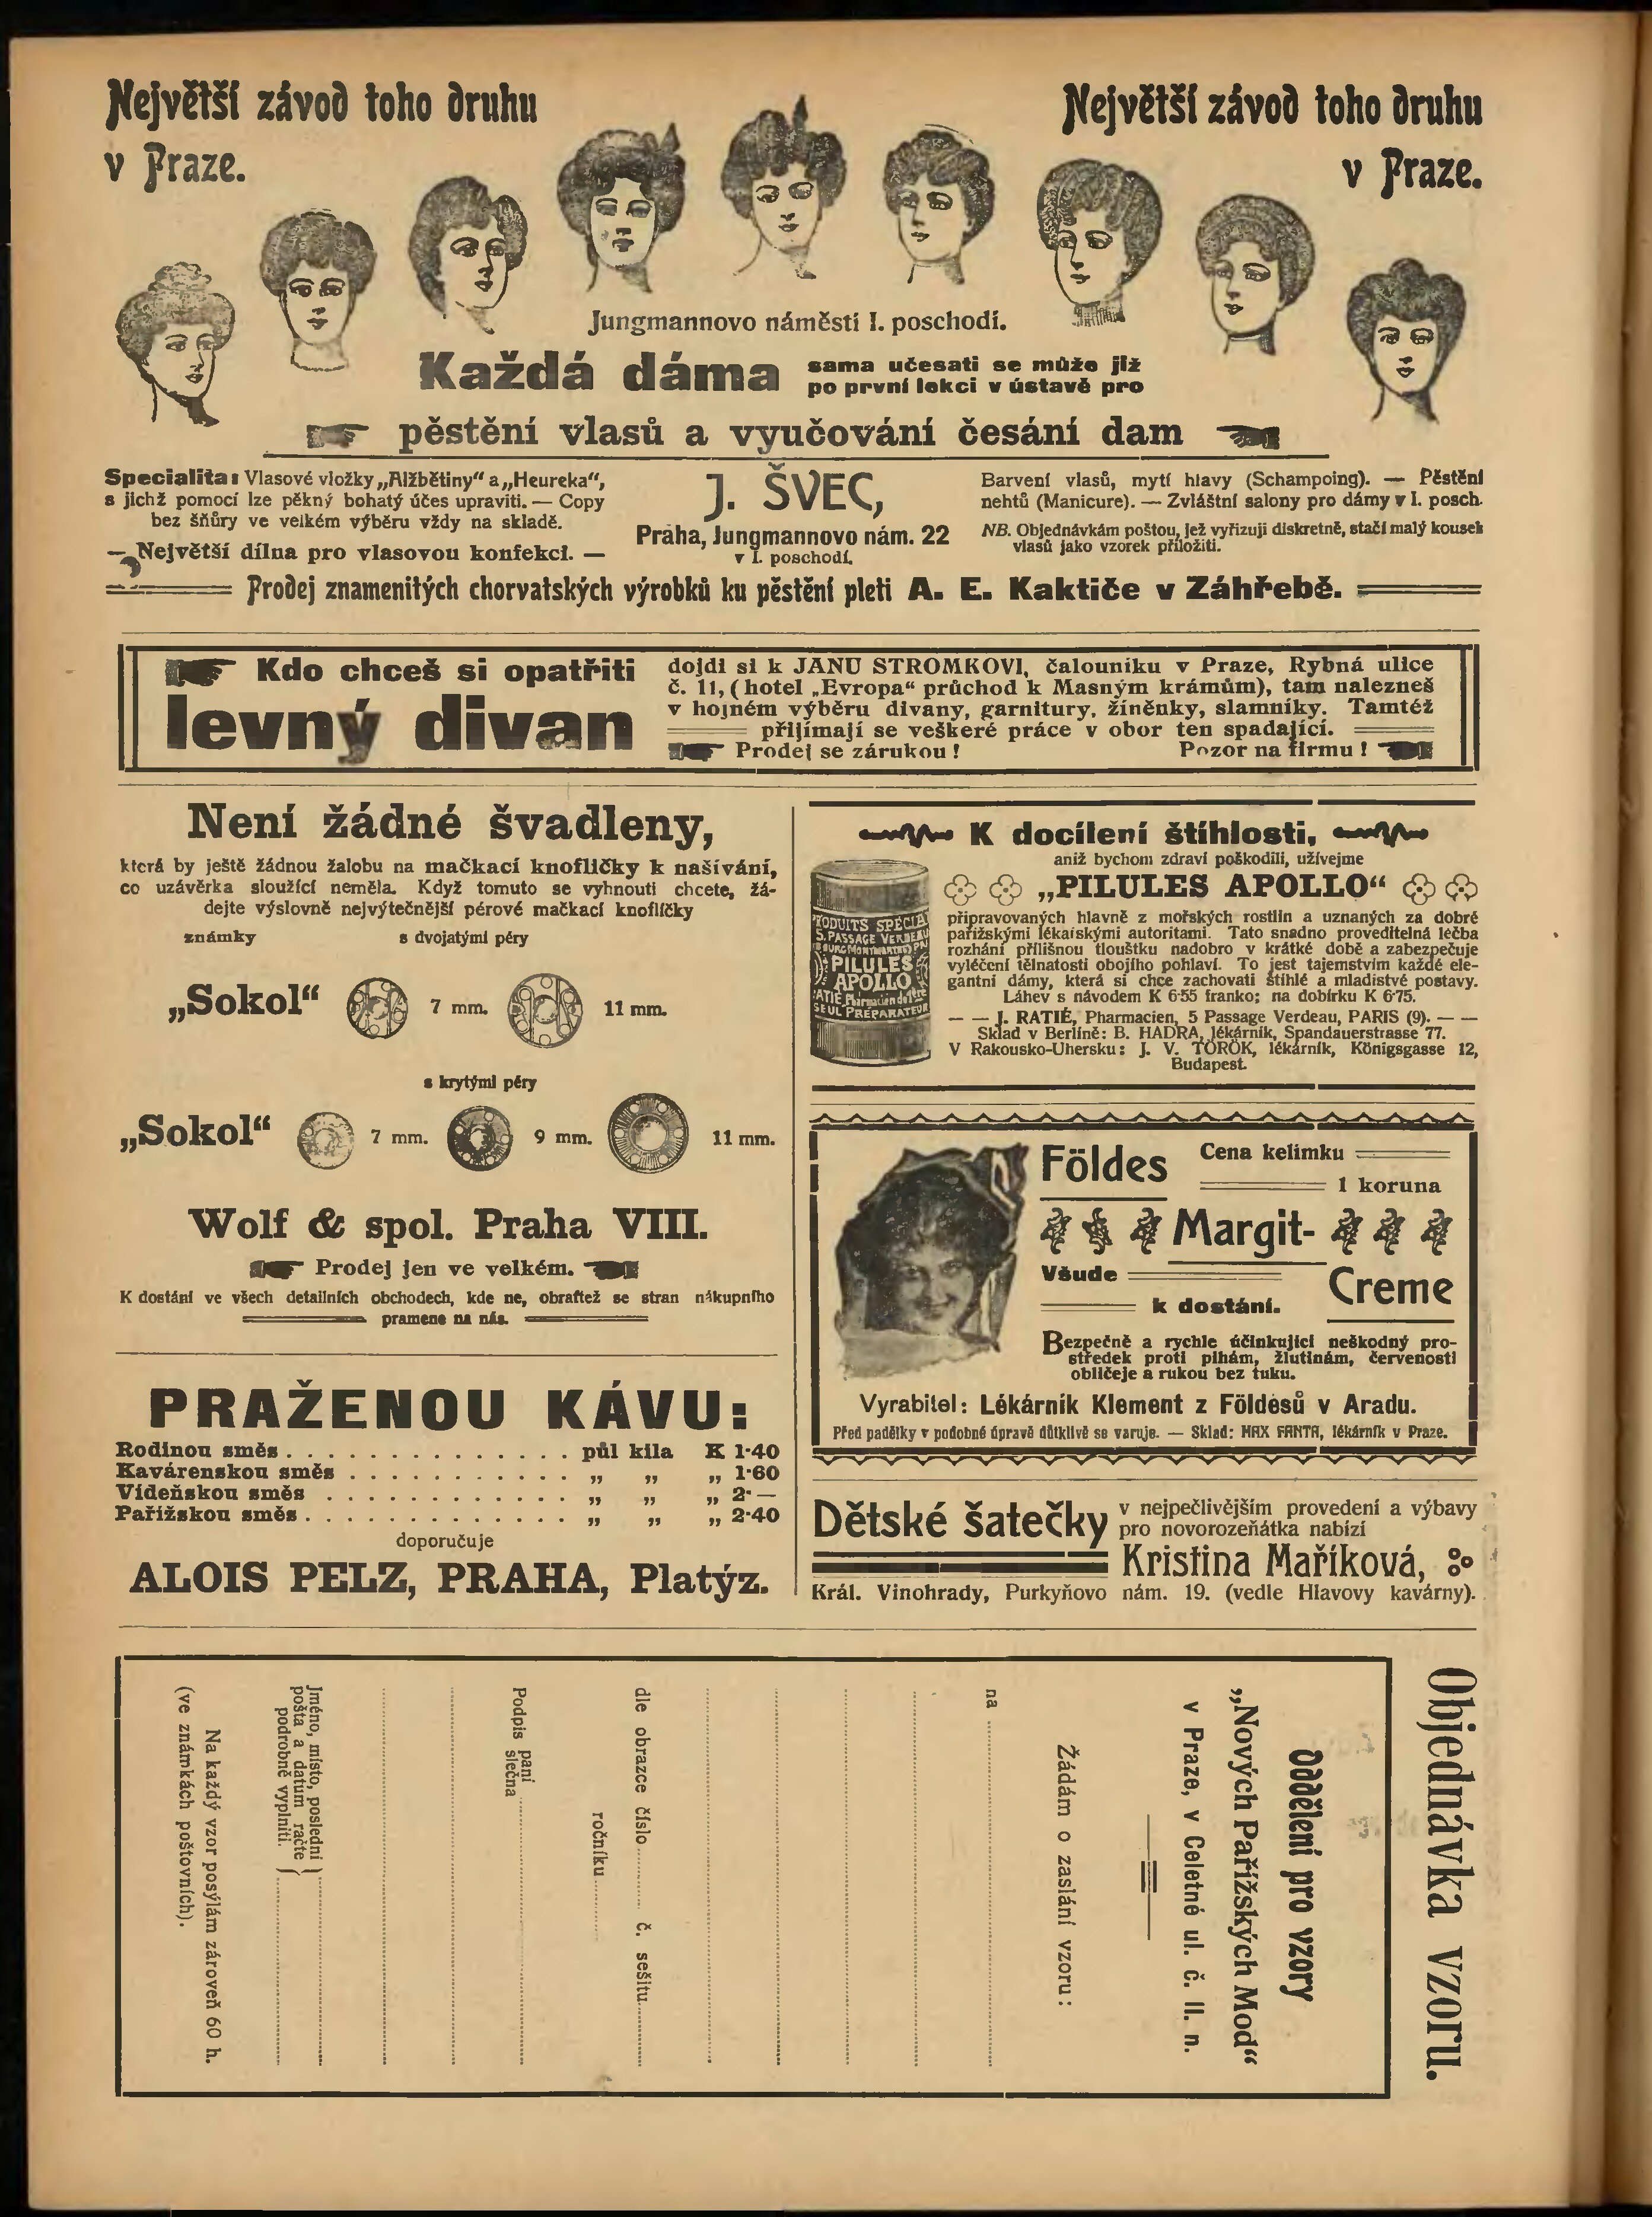 Největší závod toho druhu
v Praze.
Největší závod toho druhu
v Praze.
Jungmannovo náměstí I. poschodí.
Každá dáma
sama učesati se může již
po první lekci v ústavě pro
pěstění vlasů a vyučování česání dam
Specialita: Vlasové vložky „Alžbětiny“ a „Heureka“,
s jichž pomocí lze pěkný bohatý účes upraviti. — Copy
bez šňůry ve velkém výběru vždy na skladě.
— Největší dílna pro vlasovou konfekci. —
J. ŠVEC,
Praha, Jungmannovo nám. 22
v I. poschodí.
Barvení vlasů, mytí hlavy (Schampoing). — Pěstění
nehtů (Manicure). — Zvláštní salony pro dámy v I. posch.
NB. Objednávkám poštou, jež vyřizuji diskretně, stačí malý kousek
vlasů jako vzorek přiložiti.
Prodej znamenitých chorvatských výrobků ku pěstění pleti A. E. Kaktiče v Záhřebě.
Kdo chceš si opatřiti
levný divan
dojdi si k JANU STROMKOVI, čalouníku v Praze, Rybná ulice
č. 11, (hotel „Evropa“ průchod k Masným krámům), tam nalezneš
v hojném výběru divany, garnitury, žíněnky, slamníky. Tamtéž
přijímají se veškeré práce v obor ten spadající.
Prodej se zárukou! Pozor na firmu!
Není žádné švadleny,
která by ještě žádnou žalobu na mačkací knoflíčky k našívání,
co uzávěrka sloužící neměla. Když tomuto se vyhnouti chcete, žá-
dejte výslovně nejvýtečnější pérové mačkací knoflíčky
známky s dvojatými péry
„Sokol“ 7 mm. 11 mm.
s krytými péry
„Sokol“ 7 mm. 9 mm. 11 mm.
Wolf & spol. Praha VIII.
Prodej jen ve velkém.
K dostání ve všech detailních obchodech, kde ne, obraťtež se stran nákupního
pramene na nás.
PRAŽENOU KÁVU:
Rodinou směs . . . . . . . . . . . . . půl kila K 1·40
Kavárenskou směs . . . . . . . . . . . „ „ „ 1·60
Vídeňskou směs . . . . . . . . . . . . „ „ „ 2·—
Pařížskou směs . . . . . . . . . . . . . „ „ „ 2·40
doporučuje
ALOIS PELZ, PRAHA, Platýz.
K docílení štíhlosti,
aniž bychom zdraví poškodili, užívejme
„PILULES APOLLO“
PRODUITS SPECIAUX
5. PASSAGE VERDEAU
PILULES
APOLLO
RATIÉ Pharmacien de 1ère
SEUL PRÉPARATEUR
připravovaných hlavně z mořských rostlin a uznaných za dobré
pařížskými lékařskými autoritami. Tato snadno proveditelná léčba
rozhání přílišnou tloušťku nadobro v krátké době a zabezpečuje
vyléčení tělnatosti obojího pohlaví. To jest tajemstvím každé ele-
gantní dámy, která si chce zachovati štíhlé a mladistvé postavy.
Láhev s návodem K 6·55 franko; na dobírku K 6·75.
— — J. RATIÉ, Pharmacien, 5 Passage Verdeau, PARIS (9). — —
Sklad v Berlíně: B. HADRA, lékárník, Spandauerstrasse 77.
V Rakousko-Uhersku: J. V. TÖRÖK, lékárník, Königsgasse 12,
Budapest.
Földes
Cena kelímku
1 koruna
Margit-
Všude
k dostání.
Creme
Bezpečně a rychle účinkující neškodný pro-
středek proti pihám, žlutinám, červenosti
obličeje a rukou bez tuku.
Vyrabitel: Lékárník Klement z Földesů v Aradu.
Před padělky v podobné úpravě důtklivě se varuje. — Sklad: MAX FANTA, lékárník v Praze.
Dětské šatečky
v nejpečlivějším provedení a výbavy
pro novorozeňátka nabízí
Kristina Maříková,
Král. Vinohrady, Purkyňovo nám. 19. (vedle Hlavovy kavárny).
Objednávka vzoru.
Oddělení pro vzory
„Nových Pařížských Mod“
v Praze, v Celetné ul. č. 11. n.
Žádám o zaslání vzoru:
na
dle obrazce číslo č. sešitu
ročníku
Podpis paní
slečna
Jméno, místo, poslední
pošta a datum račte
podrobně vyplniti.
Na každý vzor posýlám zároveň 60 h.
(ve známkách poštovních).